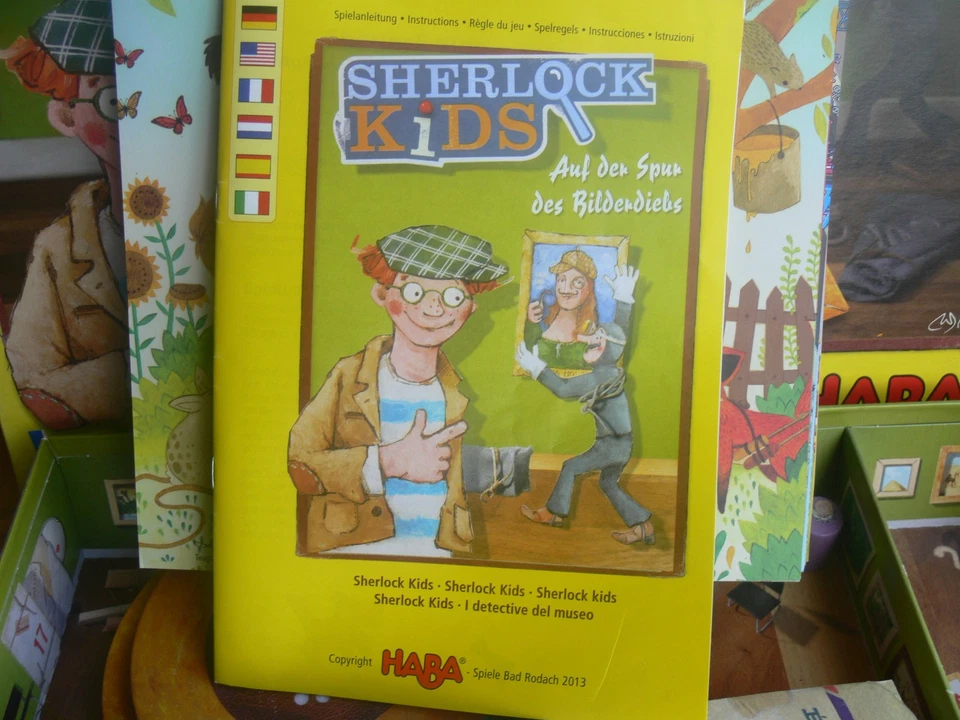 Spielanleitung • Instructions • Règle du jeu • Spelregels • Instrucciones • Istruzioni
SHERLOCK
KiDS
Auf der Spur
des Bilderdiebs
Sherlock Kids · Sherlock Kids · Sherlock kids
Sherlock Kids · I detective del museo
Copyright HABA® - Spiele Bad Rodach 2013
HABA
17